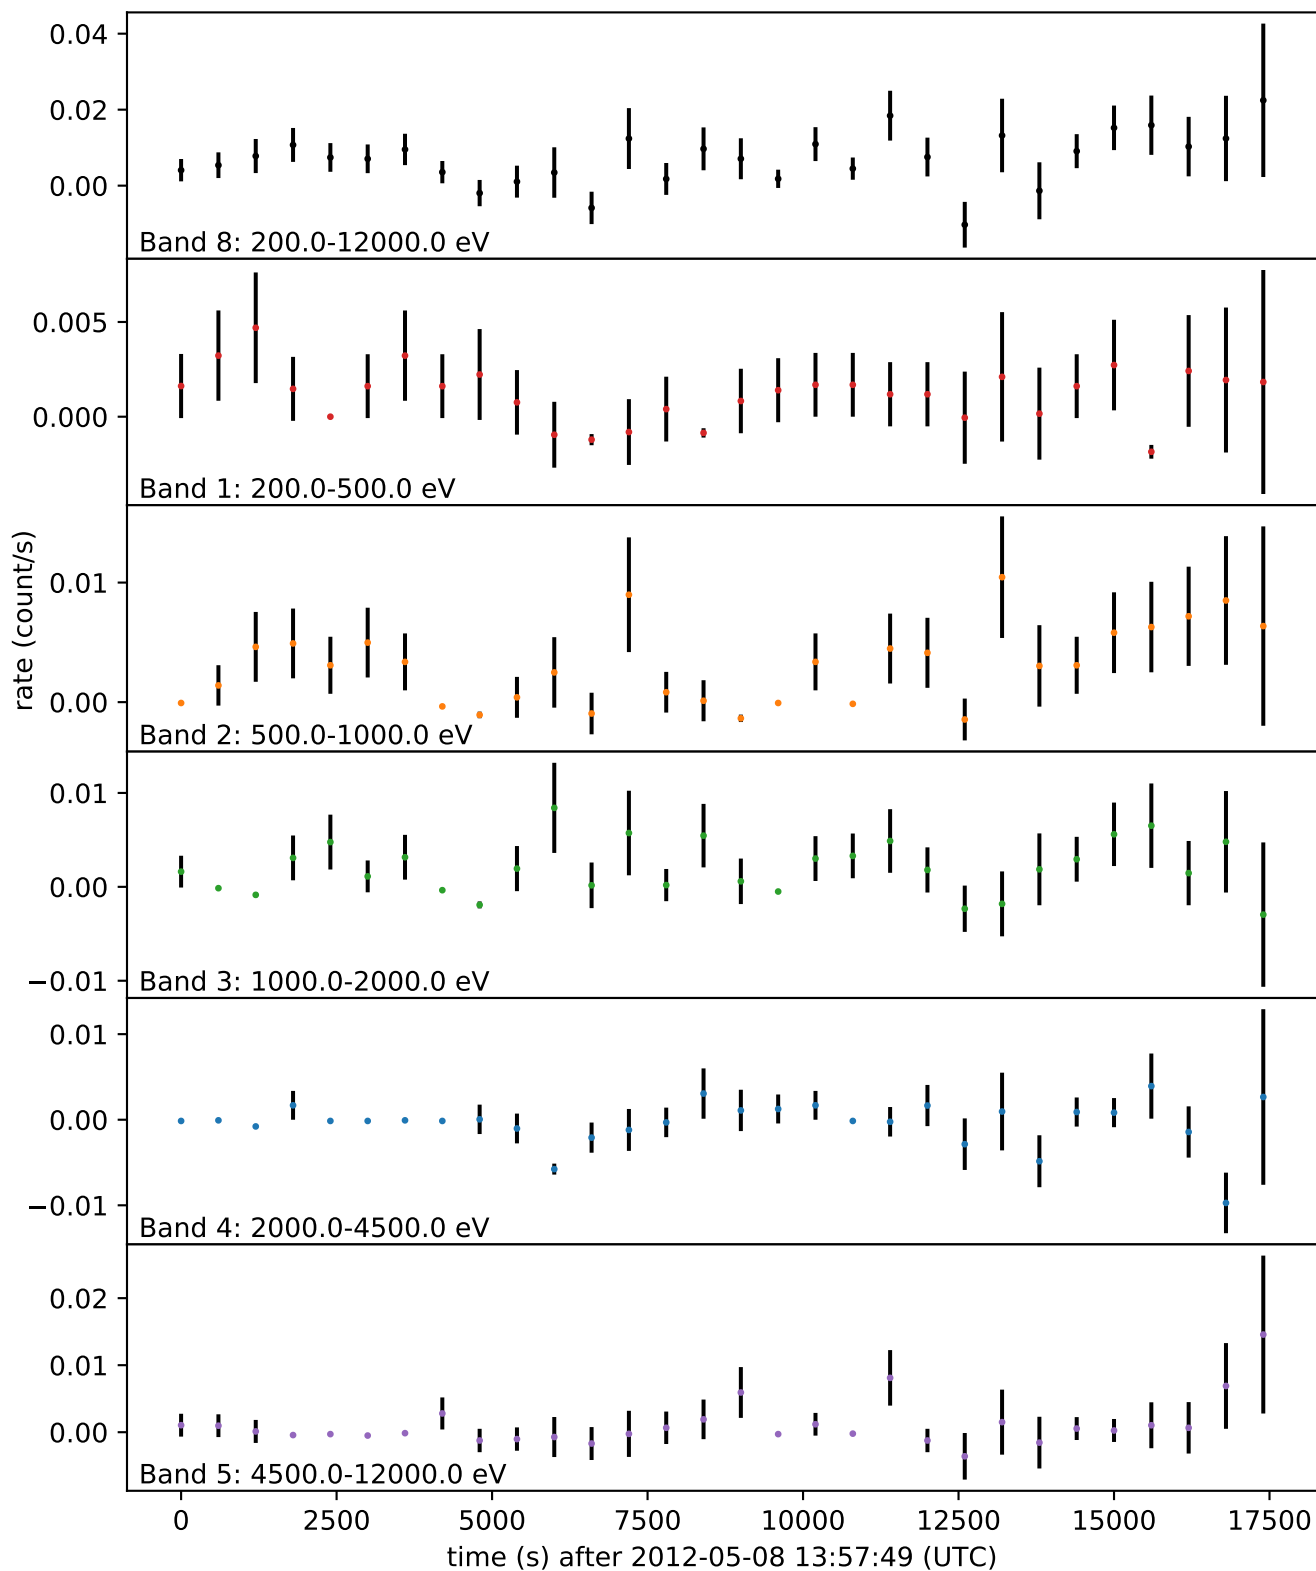 0.04
0.02
0.00
Band 8: 200.0-12000.0 eV
0.005
0.000
Band 1: 200.0-500.0 eV
rate (count/s)
0.01
0.00
Band 2: 500.0-1000.0 eV
0.01
0.00
−0.01
Band 3: 1000.0-2000.0 eV
0.01
0.00
−0.01
Band 4: 2000.0-4500.0 eV
0.02
0.01
0.00
Band 5: 4500.0-12000.0 eV
0 2500 5000 7500 10000 12500 15000 17500
time (s) after 2012-05-08 13:57:49 (UTC)